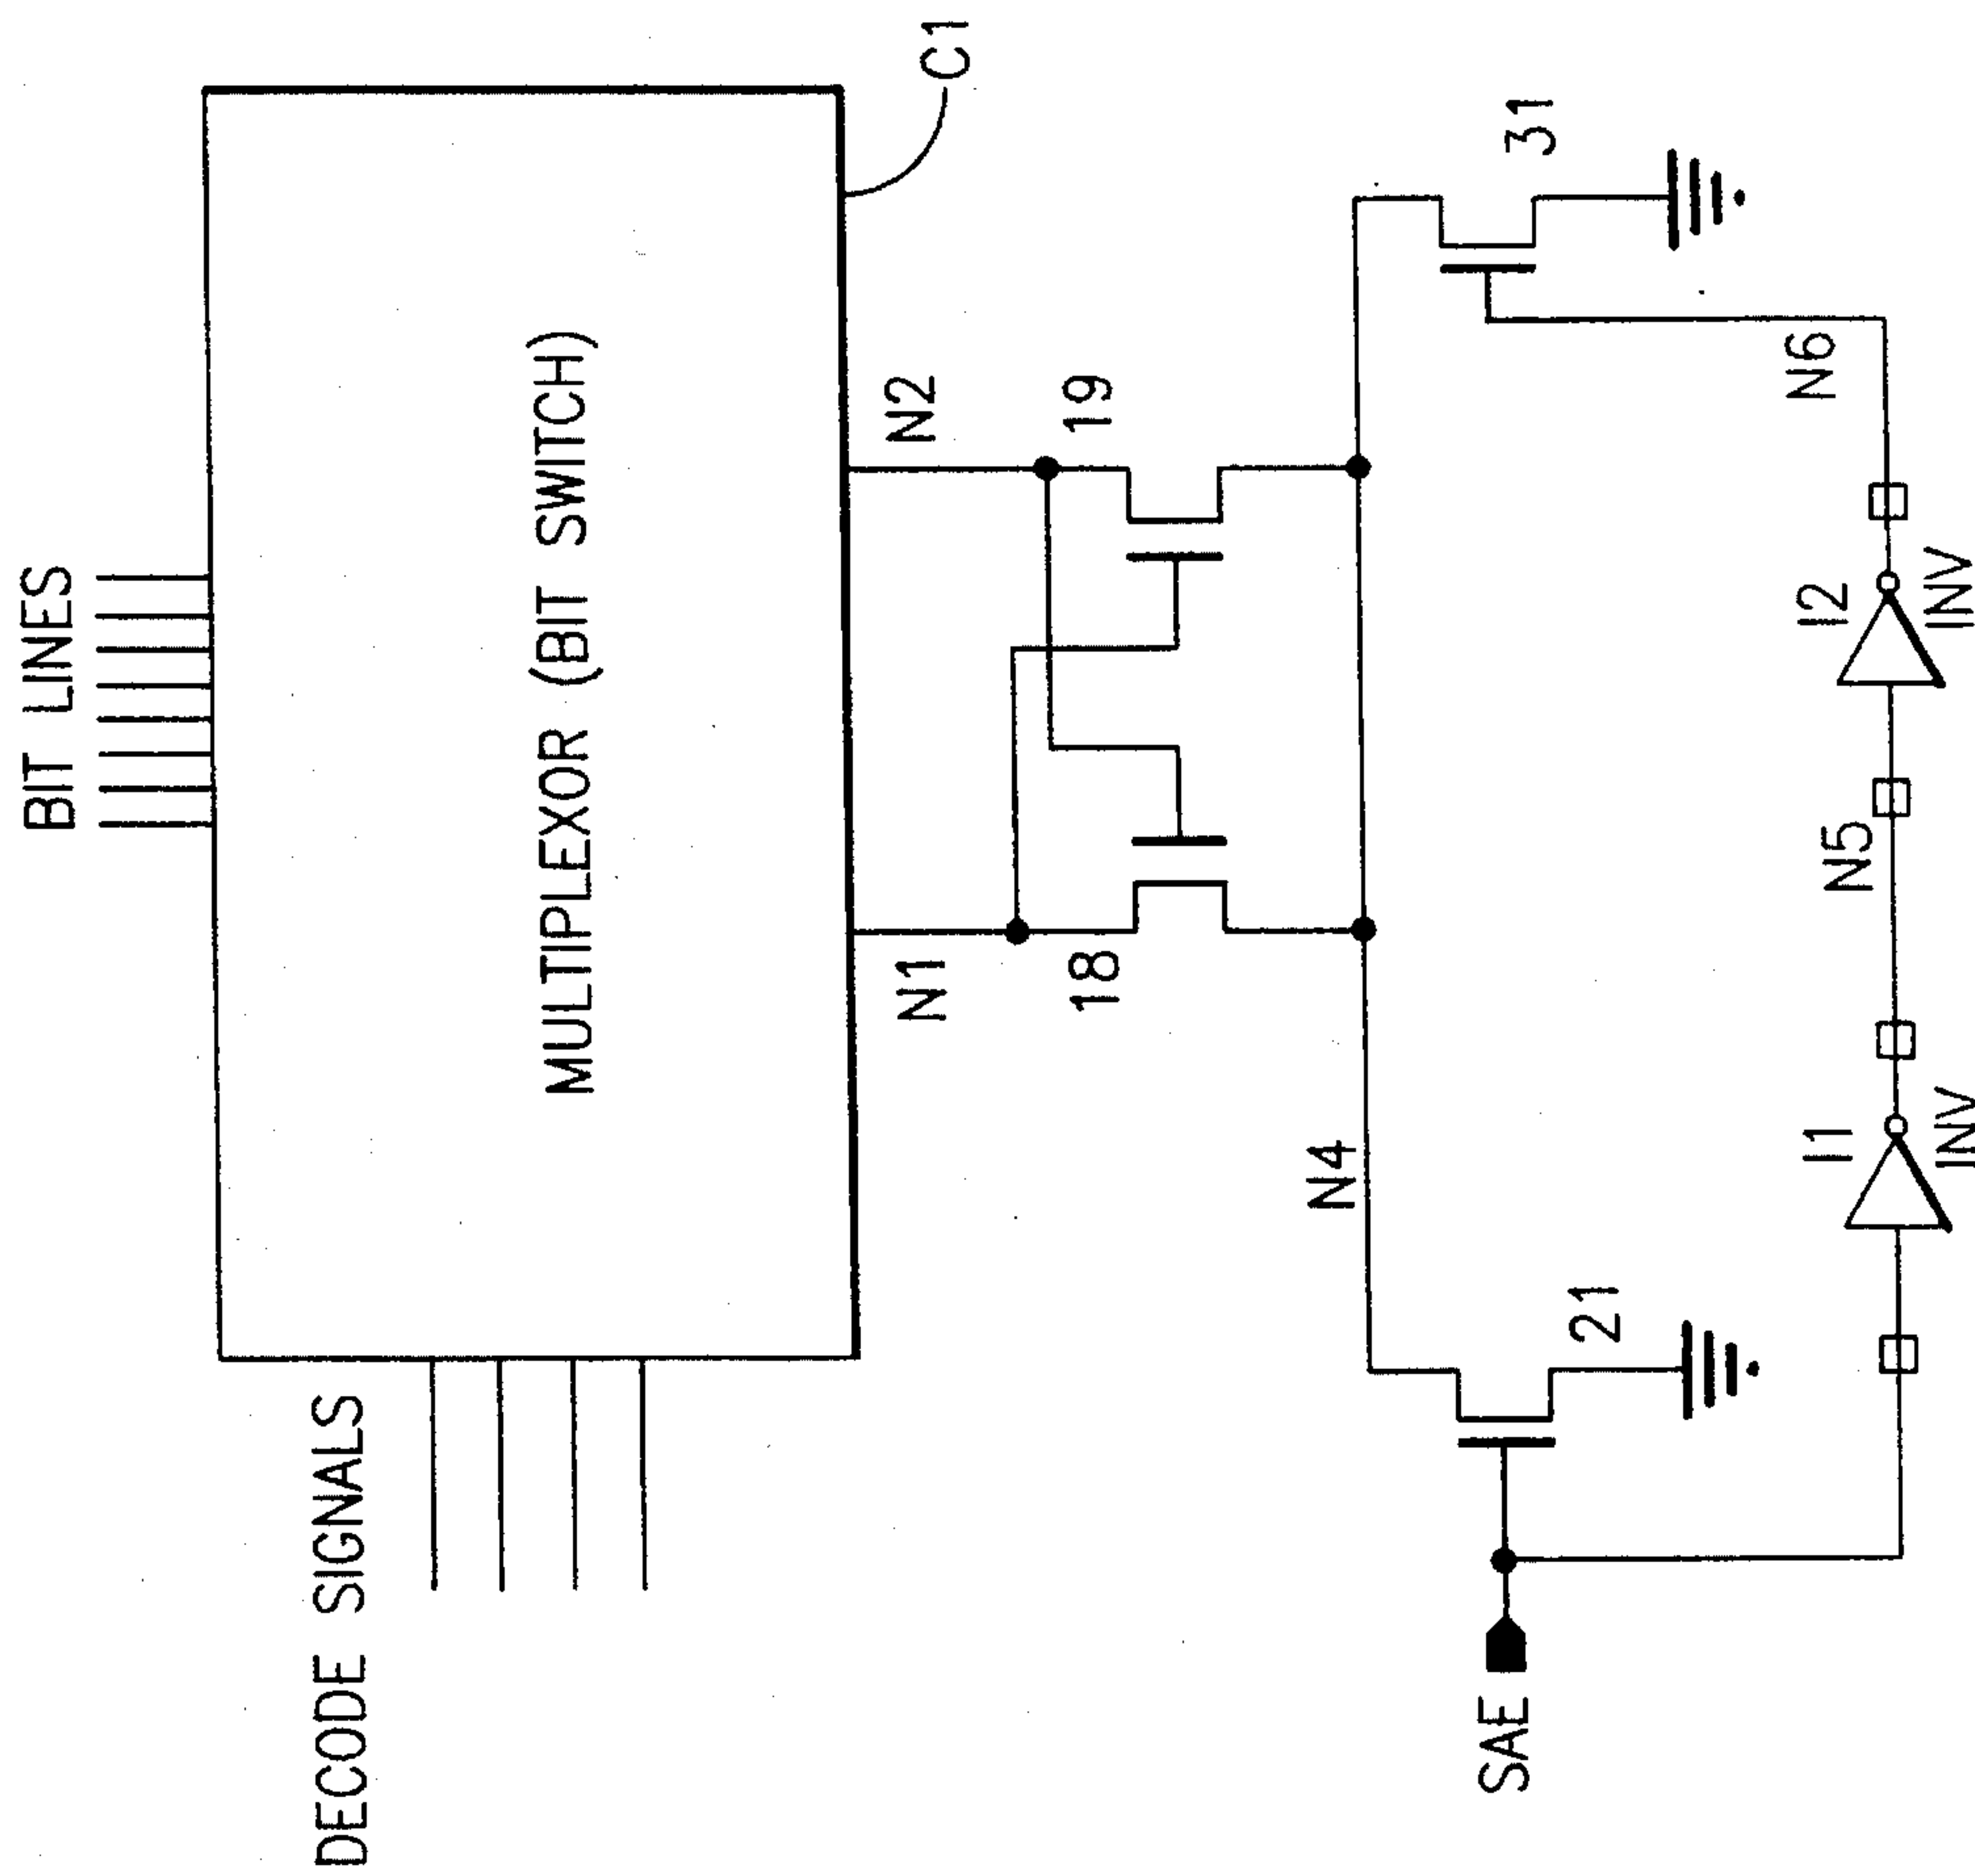 BIT LINES
DECODE SIGNALS
MULTIPLEXOR (BIT SWITCH)
C1
N1
N2
18
19
N4
SAE
21
31
I1
INV
N5
I2
INV
N6